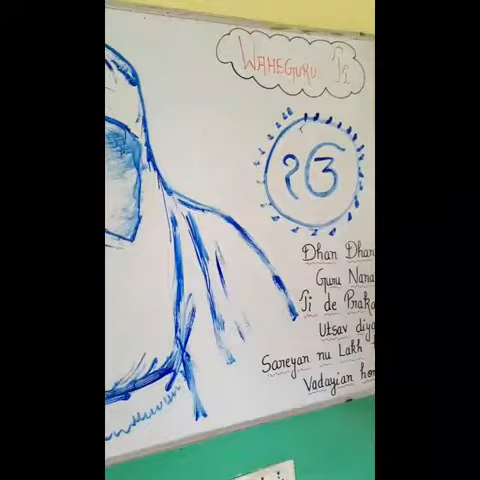 WAHEGURU Ji
ੴ
Dhan Dhan
Guru
Ji de
Utsav
Sareyan nu Lakh
Vadayian